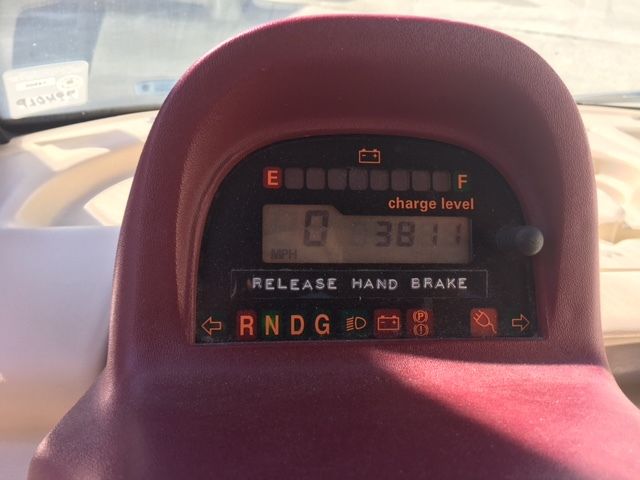 E F
charge level
0 3811
MPH
RELEASE HAND BRAKE
R N D G P